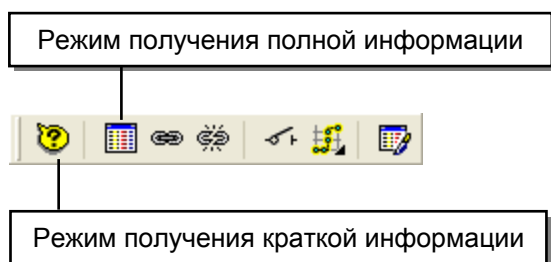 Режим получения полной информации
Режим получения краткой информации